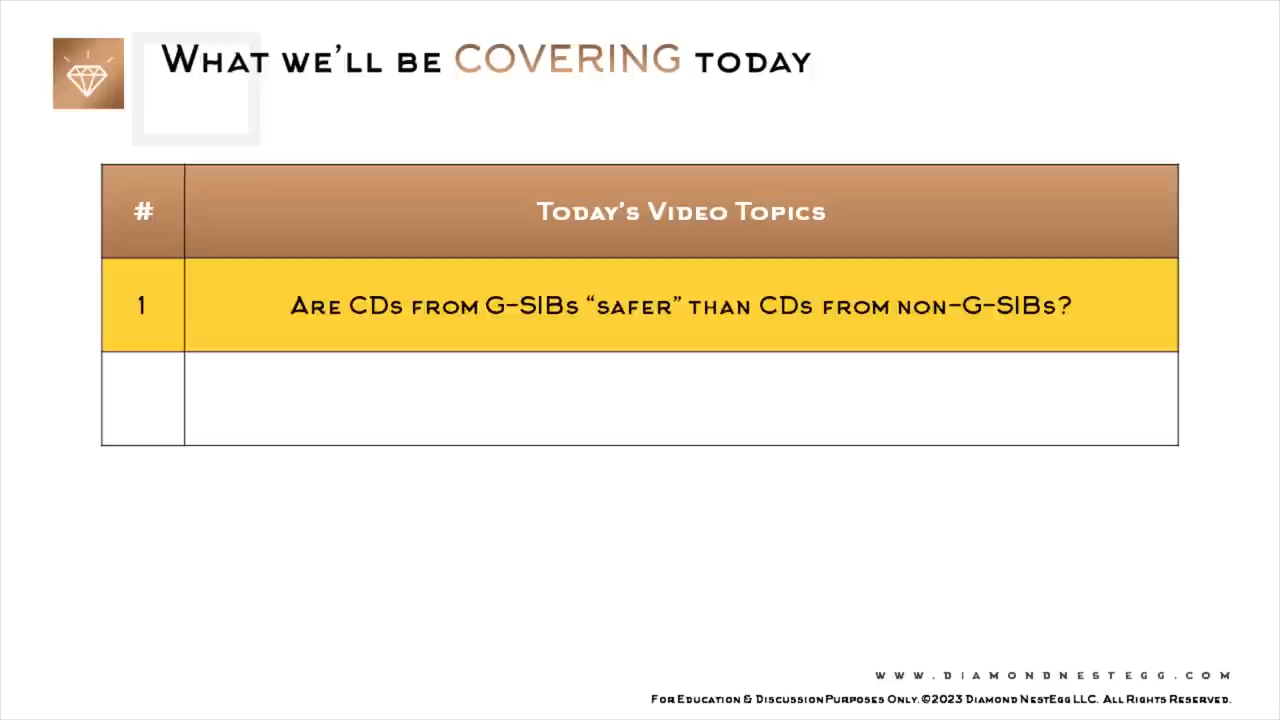 What we'll be COVERING today
# Today's Video Topics
1 Are CDs from G-SIBs “safer” than CDs from non-G-SIBs?
www.diamondnestegg.com
For Education & Discussion Purposes Only. ©2023 Diamond NestEgg LLC. All Rights Reserved.